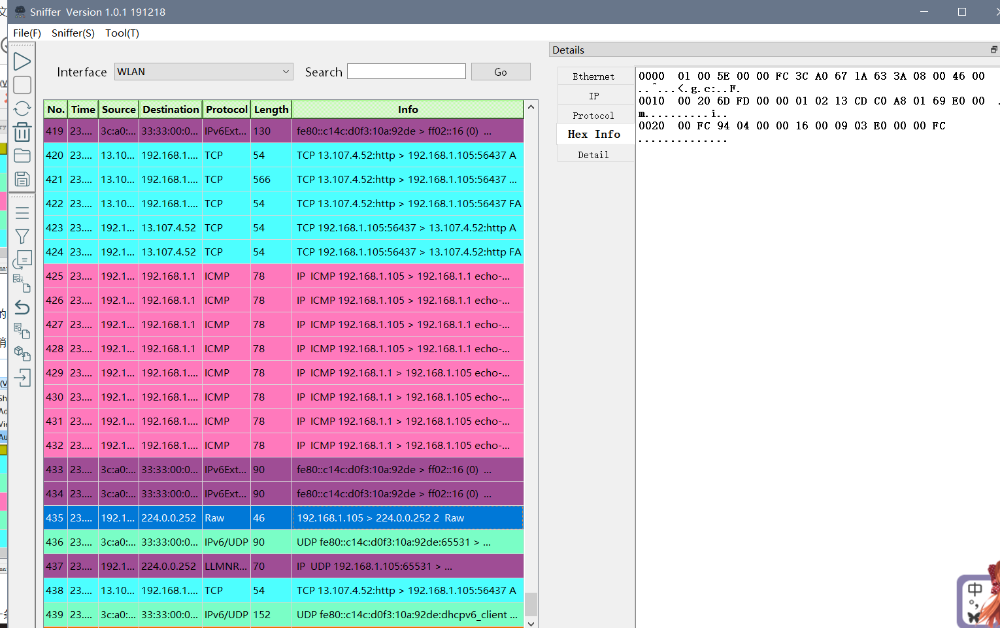 Sniffer Version 1.0.1 191218
File(F) Sniffer(S) Tool(T)
Interface WLAN Search Go
No. Time Source Destination Protocol Length Info
419 23.... 3c:a0:... 33:33:00:0... IPv6Ext... 130 fe80::c14c:d0f3:10a:92de > ff02::16 (0) ...
420 23.... 13.10... 192.168.1.... TCP 54 TCP 13.107.4.52:http > 192.168.1.105:56437 A
421 23.... 13.10... 192.168.1.... TCP 566 TCP 13.107.4.52:http > 192.168.1.105:56437 ...
422 23.... 13.10... 192.168.1.... TCP 54 TCP 13.107.4.52:http > 192.168.1.105:56437 FA
423 23.... 192.1... 13.107.4.52 TCP 54 TCP 192.168.1.105:56437 > 13.107.4.52:http A
424 23.... 192.1... 13.107.4.52 TCP 54 TCP 192.168.1.105:56437 > 13.107.4.52:http FA
425 23.... 192.1... 192.168.1.1 ICMP 78 IP ICMP 192.168.1.105 > 192.168.1.1 echo-...
426 23.... 192.1... 192.168.1.1 ICMP 78 IP ICMP 192.168.1.105 > 192.168.1.1 echo-...
427 23.... 192.1... 192.168.1.1 ICMP 78 IP ICMP 192.168.1.105 > 192.168.1.1 echo-...
428 23.... 192.1... 192.168.1.1 ICMP 78 IP ICMP 192.168.1.105 > 192.168.1.1 echo-...
429 23.... 192.1... 192.168.1.... ICMP 78 IP ICMP 192.168.1.1 > 192.168.1.105 echo-...
430 23.... 192.1... 192.168.1.... ICMP 78 IP ICMP 192.168.1.1 > 192.168.1.105 echo-...
431 23.... 192.1... 192.168.1.... ICMP 78 IP ICMP 192.168.1.1 > 192.168.1.105 echo-...
432 23.... 192.1... 192.168.1.... ICMP 78 IP ICMP 192.168.1.1 > 192.168.1.105 echo-...
433 23.... 3c:a0:... 33:33:00:0... IPv6Ext... 90 fe80::c14c:d0f3:10a:92de > ff02::16 (0) ...
434 23.... 3c:a0:... 33:33:00:0... IPv6Ext... 90 fe80::c14c:d0f3:10a:92de > ff02::16 (0) ...
435 23.... 192.1... 224.0.0.252 Raw 46 192.168.1.105 > 224.0.0.252 2 Raw
436 23.... 3c:a0:... 33:33:00:0... IPv6/UDP 90 UDP fe80::c14c:d0f3:10a:92de:65531 > ...
437 23.... 192.1... 224.0.0.252 LLMNR... 70 IP UDP 192.168.1.105:65531 > ...
438 23.... 13.10... 192.168.1.... TCP 54 TCP 13.107.4.52:http > 192.168.1.105:56437 A
439 23.... 3c:a0:... 33:33:00:0... IPv6/UDP 152 UDP fe80::c14c:d0f3:10a:92de:dhcpv6_client ...
Details
Ethernet
IP
Protocol
Hex Info
Detail
0000 01 00 5E 00 00 FC 3C A0 67 1A 63 3A 08 00 46 00
..^...<.g.c:..F.
0010 00 20 6D FD 00 00 01 02 13 CD C0 A8 01 69 E0 00 .
m..........i..
0020 00 FC 94 04 00 00 16 00 09 03 E0 00 00 FC
..............
中